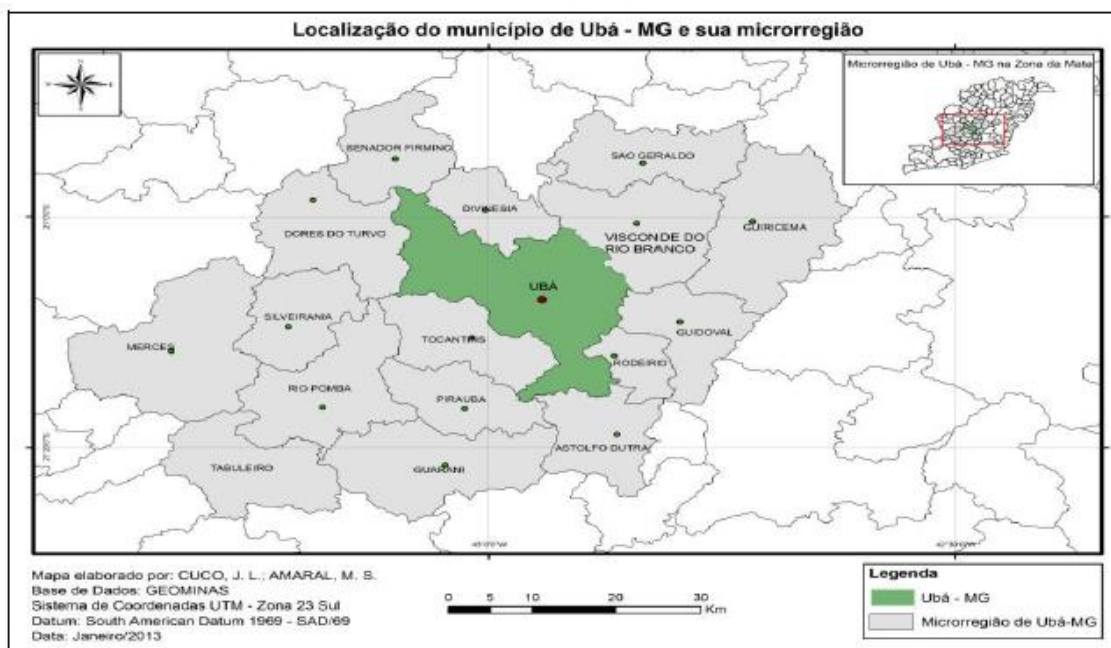 Localização do município de Ubá - MG e sua microrregião
Microrregião de Ubá - MG na Zona da Mata
SENADOR FIRMINO
SAO GERALDO
DIVINESIA
DORES DO TURVO
VISCONDE DO
RIO BRANCO
GUIRICEMA
UBÁ
SILVEIRANIA
MERCES
TOCANTINS
GUIDOVAL
RODEIRO
RIO POMBA
PIRAUBA
ASTOLFO DUTRA
TABULEIRO
GUARANI
Mapa elaborado por: CUCO, J. L.; AMARAL, M. S.
Base de Dados: GEOMINAS
Sistema de Coordenadas UTM - Zona 23 Sul
Datum: South American Datum 1969 - SAD/69
Data: Janeiro/2013
0 5 10 20 30
Km
Legenda
Ubá - MG
Microrregião de Ubá-MG